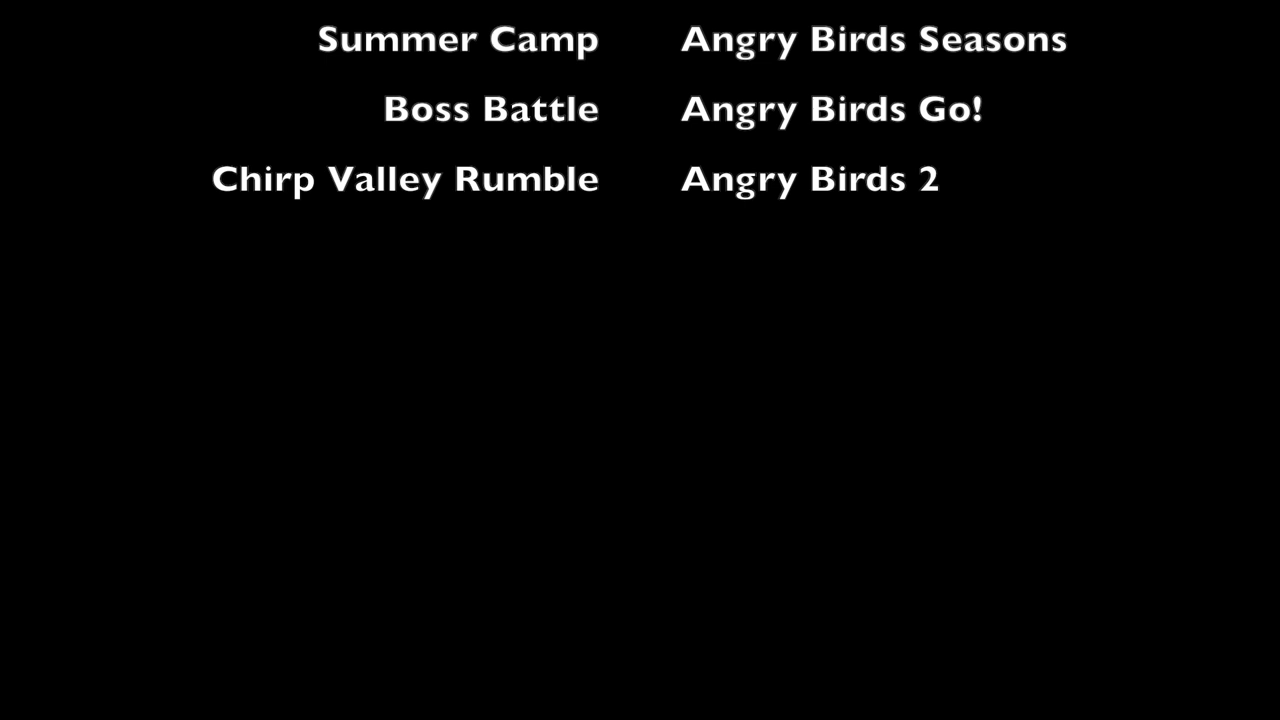 Summer Camp Angry Birds Seasons
Boss Battle Angry Birds Go!
Chirp Valley Rumble Angry Birds 2